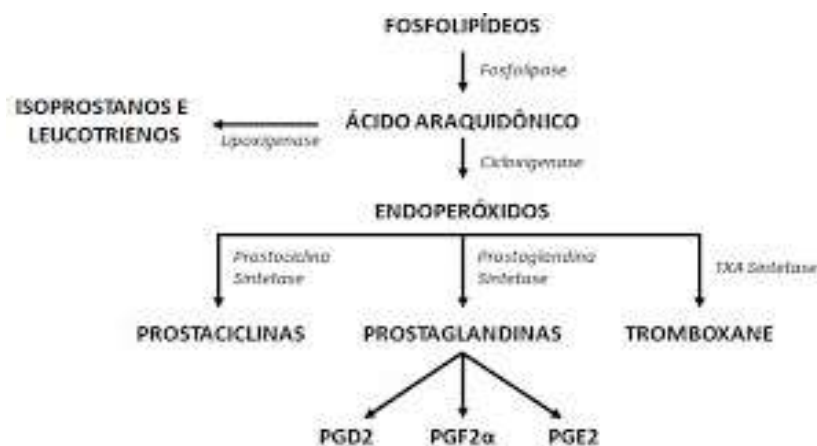 FOSFOLIPÍDEOS
Fosfolipase
ISOPROSTANOS E
LEUCOTRIENOS
Lipoxigenase
ÁCIDO ARAQUIDÔNICO
Cicloxigenase
ENDOPERÓXIDOS
Prostaciclina
Sintetase
Prostaglandina
Sintetase
TXA Sintetase
PROSTACICLINAS
PROSTAGLANDINAS
TROMBOXANE
PGD2
PGF2α
PGE2